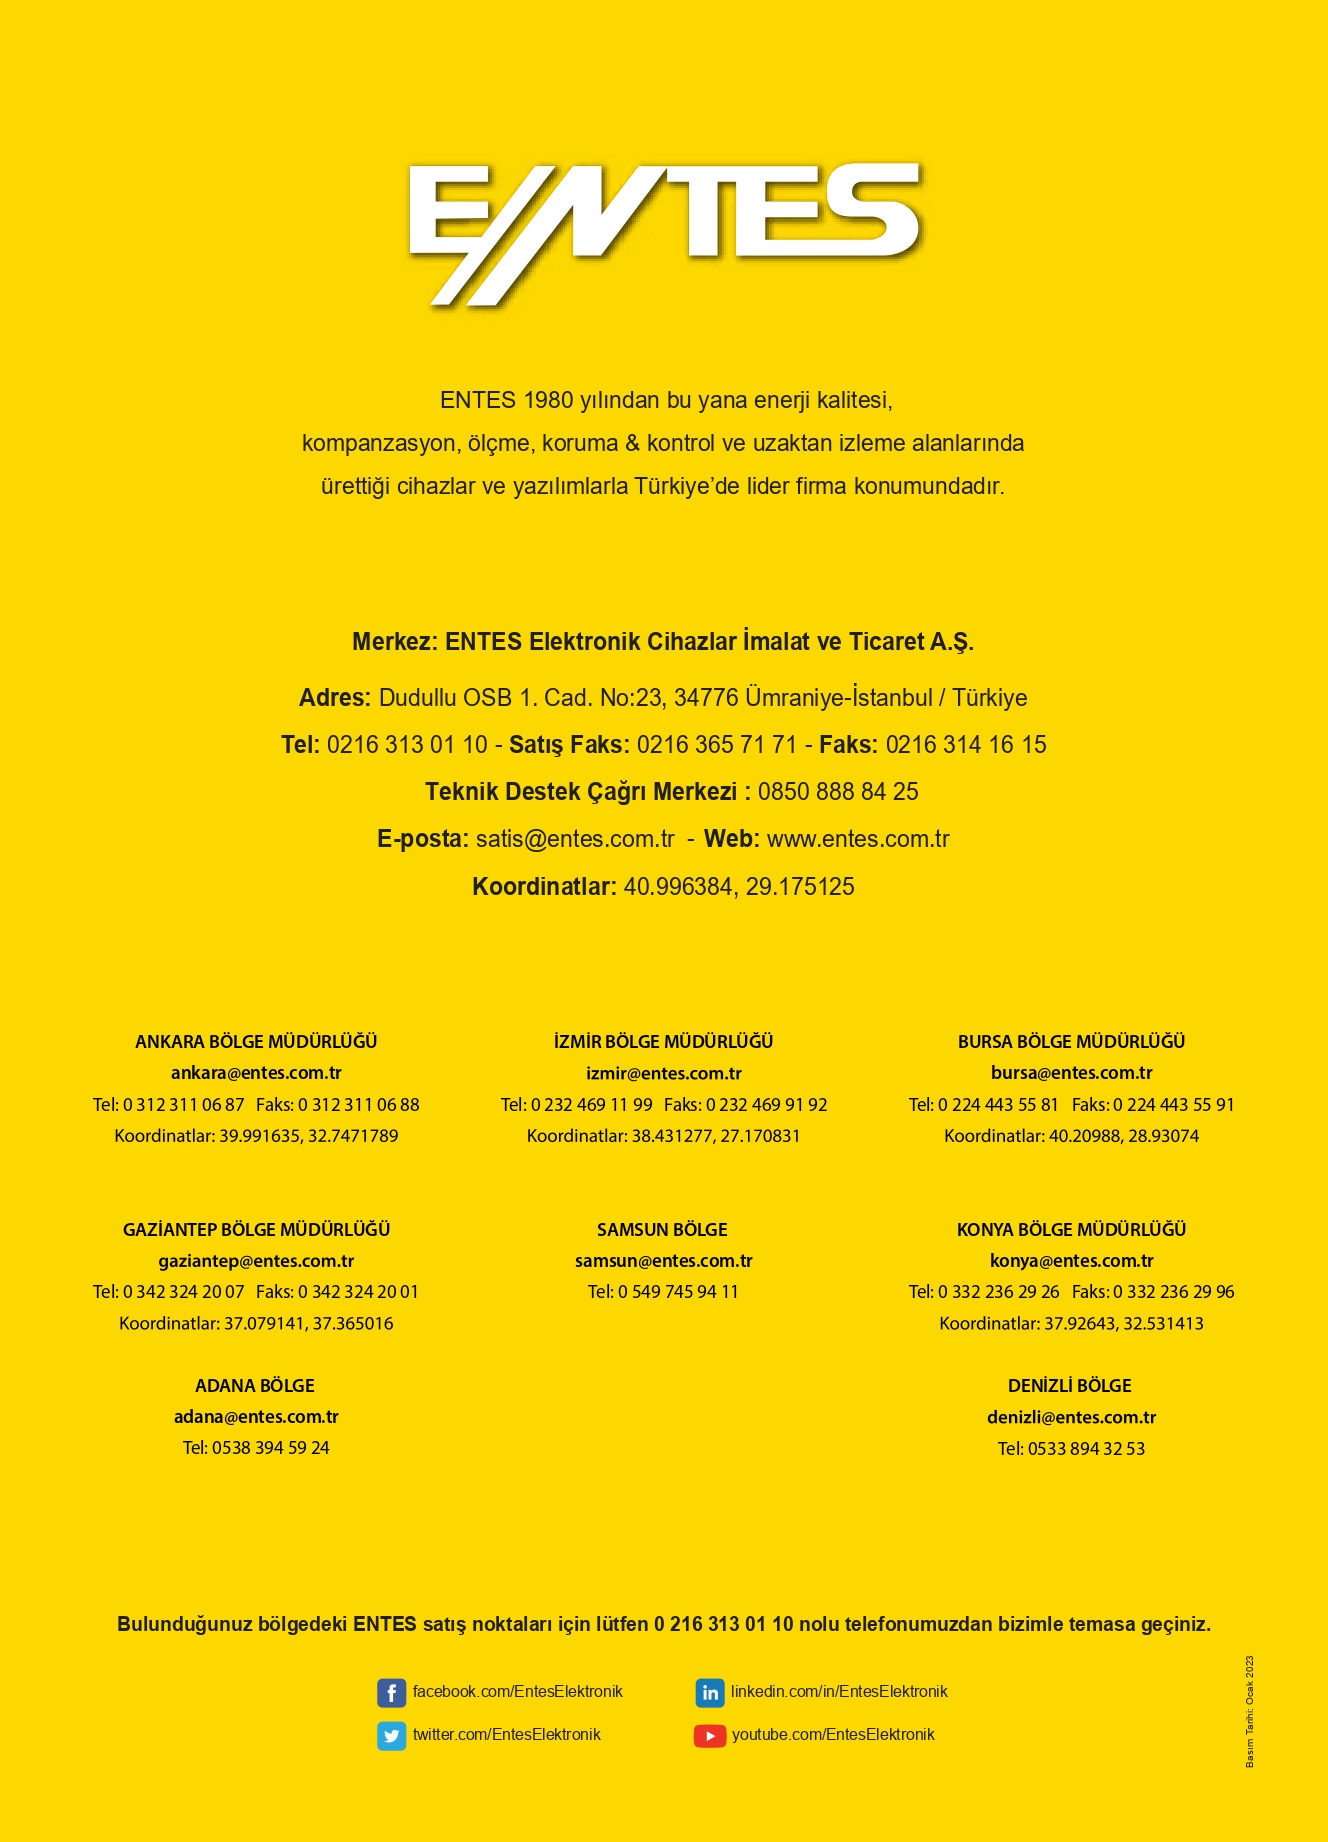 ENTES
ENTES 1980 yılından bu yana enerji kalitesi,
kompanzasyon, ölçme, koruma & kontrol ve uzaktan izleme alanlarında
ürettiği cihazlar ve yazılımlarla Türkiye’de lider firma konumundadır.
Merkez: ENTES Elektronik Cihazlar İmalat ve Ticaret A.Ş.
Adres: Dudullu OSB 1. Cad. No:23, 34776 Ümraniye-İstanbul / Türkiye
Tel: 0216 313 01 10 - Satış Faks: 0216 365 71 71 - Faks: 0216 314 16 15
Teknik Destek Çağrı Merkezi : 0850 888 84 25
E-posta: satis@entes.com.tr - Web: www.entes.com.tr
Koordinatlar: 40.996384, 29.175125
ANKARA BÖLGE MÜDÜRLÜĞÜ
ankara@entes.com.tr
Tel: 0 312 311 06 87 Faks: 0 312 311 06 88
Koordinatlar: 39.991635, 32.7471789
İZMİR BÖLGE MÜDÜRLÜĞÜ
izmir@entes.com.tr
Tel: 0 232 469 11 99 Faks: 0 232 469 91 92
Koordinatlar: 38.431277, 27.170831
BURSA BÖLGE MÜDÜRLÜĞÜ
bursa@entes.com.tr
Tel: 0 224 443 55 81 Faks: 0 224 443 55 91
Koordinatlar: 40.20988, 28.93074
GAZİANTEP BÖLGE MÜDÜRLÜĞÜ
gaziantep@entes.com.tr
Tel: 0 342 324 20 07 Faks: 0 342 324 20 01
Koordinatlar: 37.079141, 37.365016
SAMSUN BÖLGE
samsun@entes.com.tr
Tel: 0 549 745 94 11
KONYA BÖLGE MÜDÜRLÜĞÜ
konya@entes.com.tr
Tel: 0 332 236 29 26 Faks: 0 332 236 29 96
Koordinatlar: 37.92643, 32.531413
ADANA BÖLGE
adana@entes.com.tr
Tel: 0538 394 59 24
DENİZLİ BÖLGE
denizli@entes.com.tr
Tel: 0533 894 32 53
Bulunduğunuz bölgedeki ENTES satış noktaları için lütfen 0 216 313 01 10 nolu telefonumuzdan bizimle temasa geçiniz.
facebook.com/EntesElektronik
linkedin.com/in/EntesElektronik
twitter.com/EntesElektronik
youtube.com/EntesElektronik
Basım Tarihi: Ocak 2023